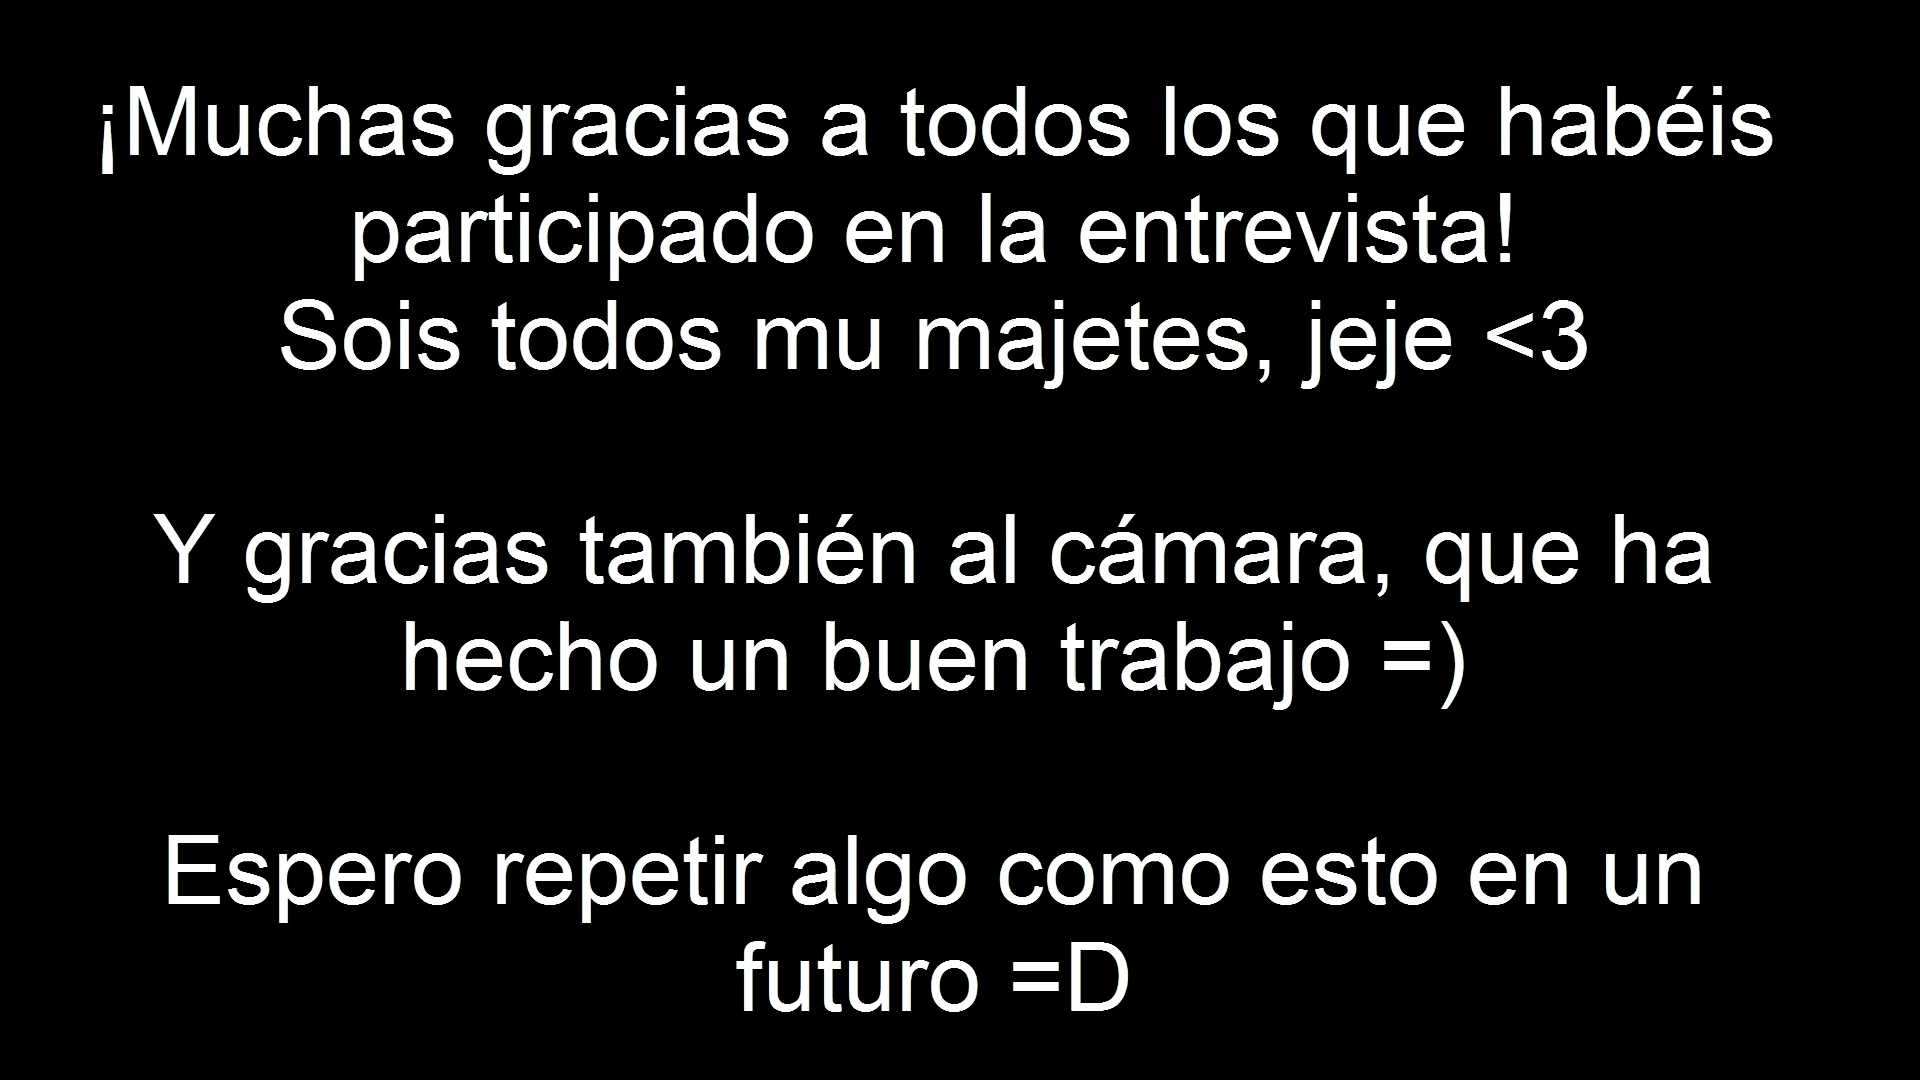 ¡Muchas gracias a todos los que habéis
participado en la entrevista!
Sois todos mu majetes, jeje <3
Y gracias también al cámara, que ha
hecho un buen trabajo =)
Espero repetir algo como esto en un
futuro =D